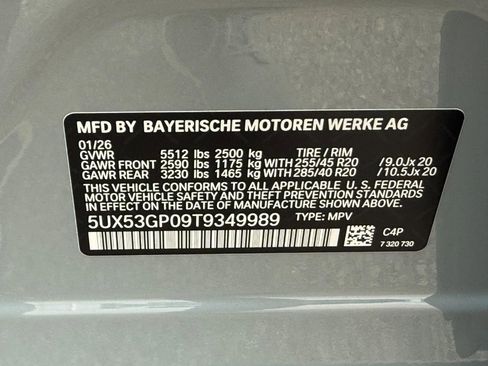 MFD BY BAYERISCHE MOTOREN WERKE AG
01/26
GVWR 5512 lbs 2500 kg TIRE / RIM
GAWR FRONT 2590 lbs 1175 kg WITH 255/45 R20 / 9.0Jx 20
GAWR REAR 3230 lbs 1465 kg WITH 285/40 R20 / 10.5Jx 20
THIS VEHICLE CONFORMS TO ALL APPLICABLE U. S. FEDERAL
MOTOR VEHICLE SAFETY AND THEFT PREVENTION STANDARDS
IN EFFECT ON THE DATE OF MANUFACTURE SHOWN ABOVE.
5UX53GP09T9349989 TYPE: MPV
C4P
7 320 730